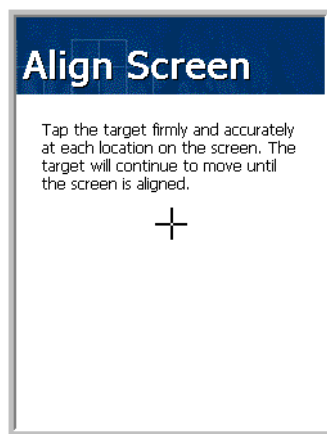 Align Screen
Tap the target firmly and accurately
at each location on the screen. The
target will continue to move until
the screen is aligned.